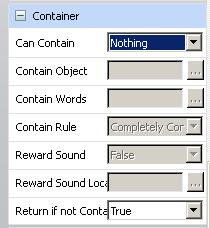 Container
Can Contain Nothing
Contain Object ...
Contain Words ...
Contain Rule Completely Cor
Reward Sound False
Reward Sound Loca ...
Return if not Conta True